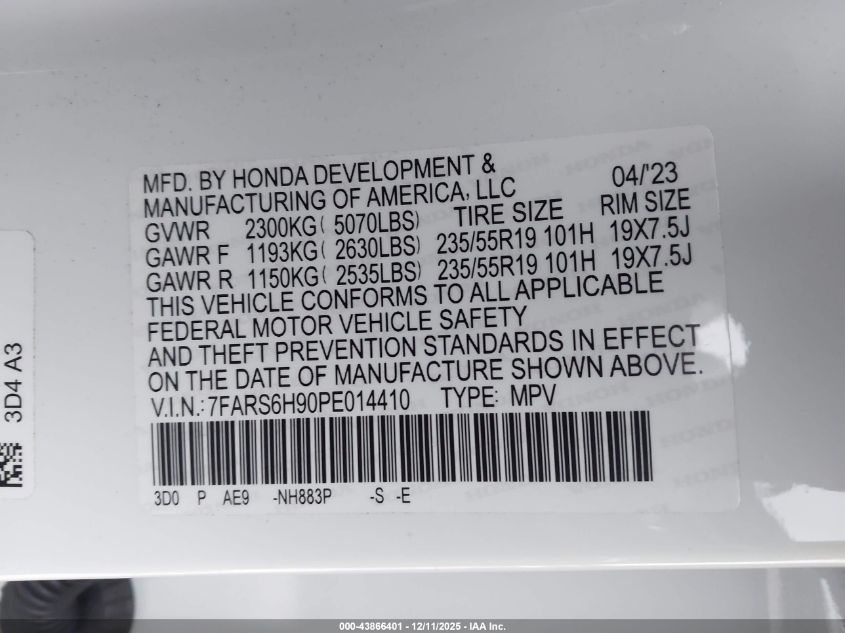 MFD. BY HONDA DEVELOPMENT &
MANUFACTURING OF AMERICA, LLC 04/'23
GVWR 2300KG( 5070LBS) TIRE SIZE RIM SIZE
GAWR F 1193KG( 2630LBS) 235/55R19 101H 19X7.5J
GAWR R 1150KG( 2535LBS) 235/55R19 101H 19X7.5J
THIS VEHICLE CONFORMS TO ALL APPLICABLE
FEDERAL MOTOR VEHICLE SAFETY
AND THEFT PREVENTION STANDARDS IN EFFECT
ON THE DATE OF MANUFACTURE SHOWN ABOVE.
V.I.N.: 7FARS6H90PE014410 TYPE: MPV
3D0 P AE9 -NH883P -S -E
3D4 A3
000-43866401 - 12/11/2025 - IAA Inc.